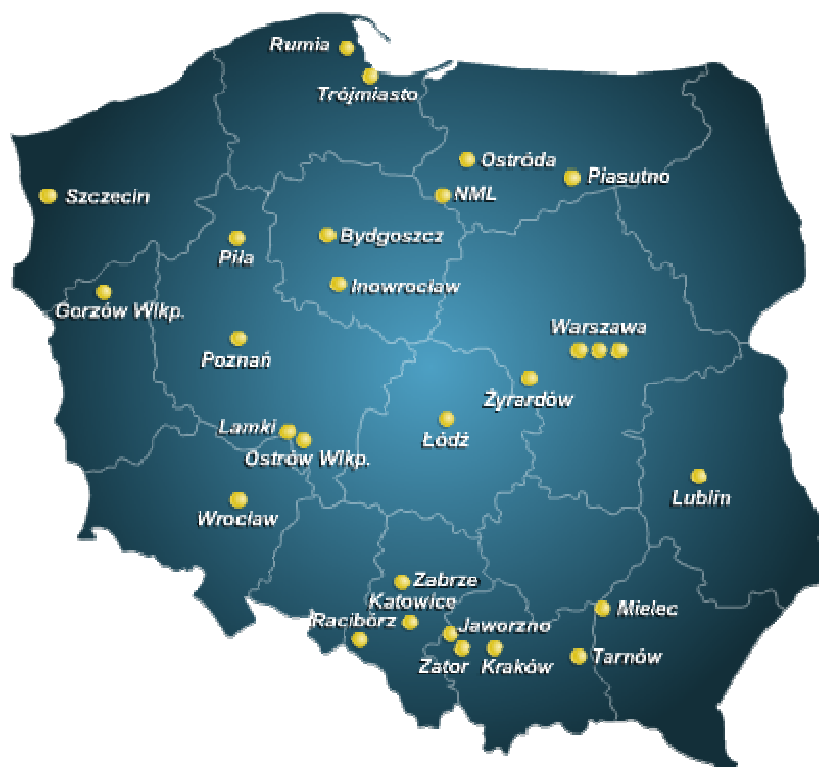 Rumia
Trójmiasto
Ostróda
Piasutno
NML
Szczecin
Bydgoszcz
Piła
Inowrocław
Gorzów Wlkp.
Warszawa
Poznań
Żyrardów
Lamki
Łódź
Ostrów Wlkp.
Lublin
Wrocław
Zabrze
Katowice
Mielec
Racibórz
Jaworzno
Tarnów
Zator
Kraków